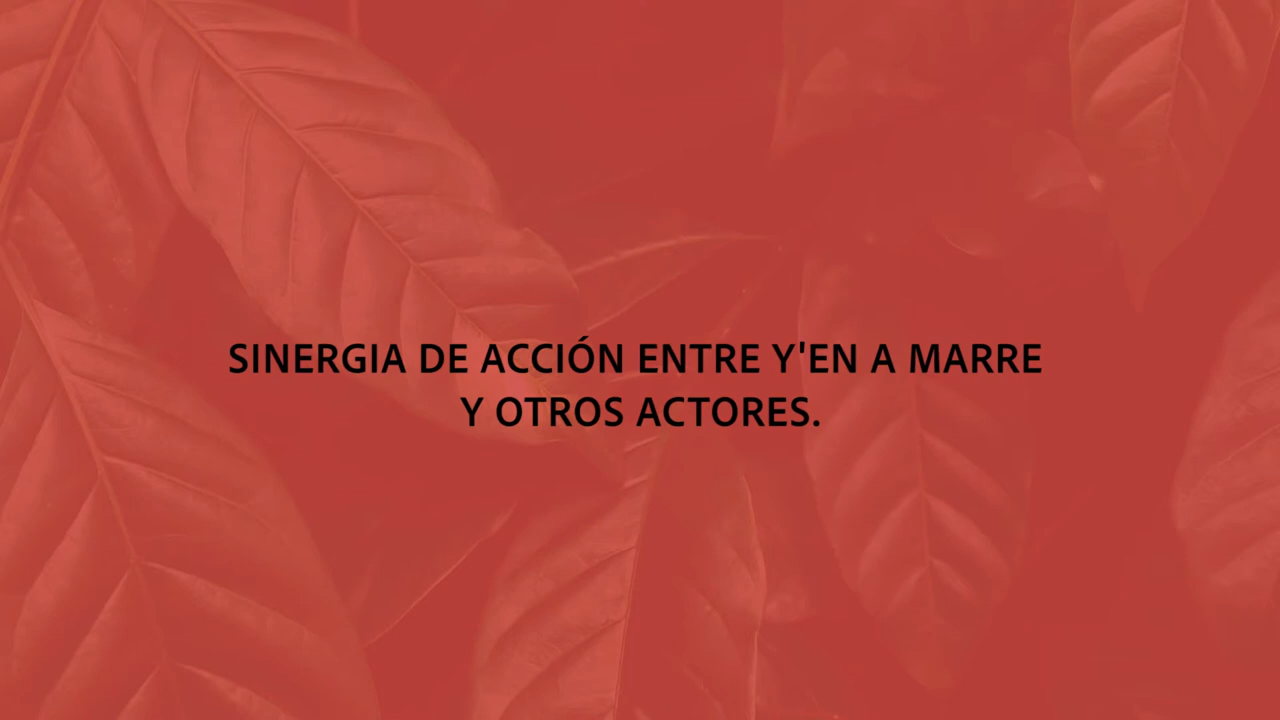 SINERGIA DE ACCIÓN ENTRE Y'EN A MARRE
Y OTROS ACTORES.